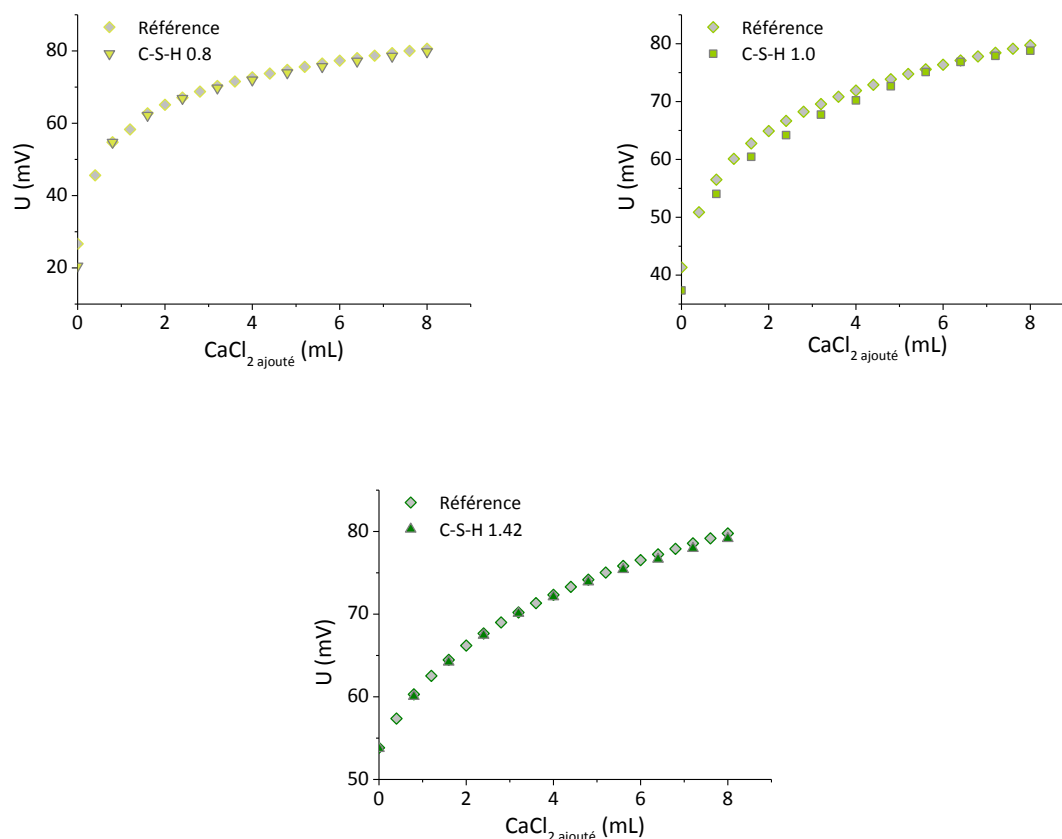 Référence
C-S-H 0.8
80
60
40
20
U (mV)
0 2 4 6 8
CaCl2 ajouté (mL)
Référence
C-S-H 1.0
80
70
60
50
40
U (mV)
0 2 4 6 8
CaCl2 ajouté (mL)
Référence
C-S-H 1.42
80
70
60
50
U (mV)
0 2 4 6 8
CaCl2 ajouté (mL)